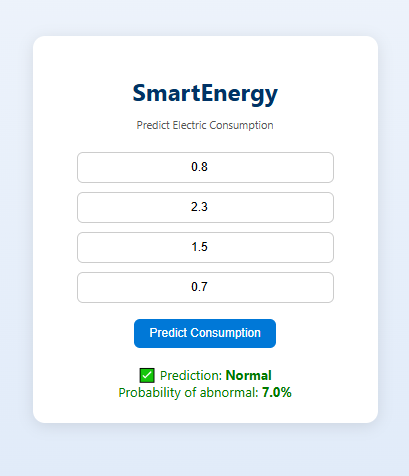 SmartEnergy
Predict Electric Consumption
0.8
2.3
1.5
0.7
Predict Consumption
✅ Prediction: Normal
Probability of abnormal: 7.0%